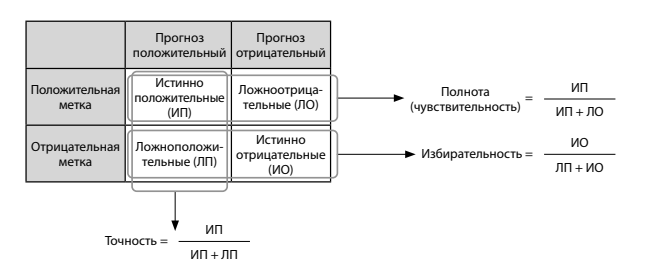 Прогноз
положительный
Прогноз
отрицательный
Положительная
метка
Истинно
положительные
(ИП)
Ложноотрица-
тельные (ЛО)
Полнота
(чувствительность) =
ИП
ИП + ЛО
Отрицательная
метка
Ложноположи-
тельные (ЛП)
Истинно
отрицательные
(ИО)
Избирательность =
ИО
ЛП + ИО
Точность =
ИП
ИП + ЛП